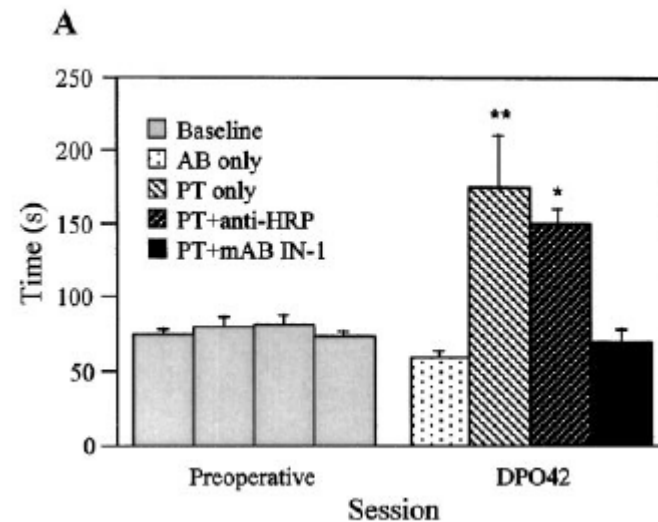 A
250
200
150
100
50
0
Time (s)
Baseline
AB only
PT only
PT+anti-HRP
PT+mAB IN-1
**
*
Preoperative
DPO42
Session